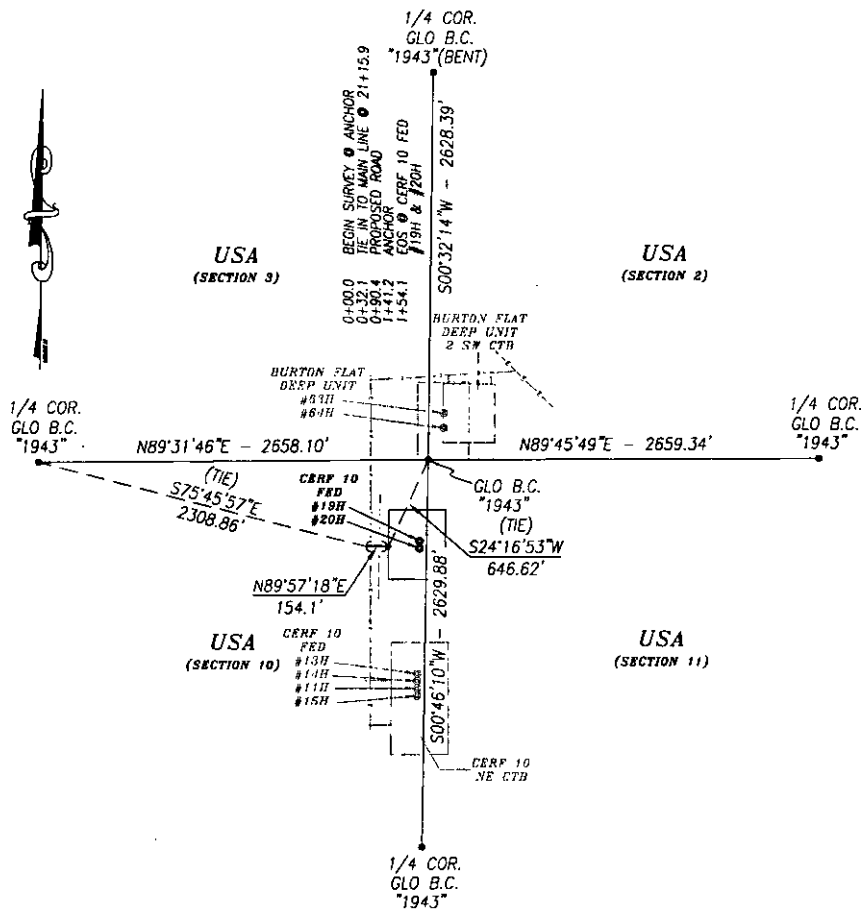 1/4 COR.
GLO B.C.
"1943"(BENT)
0+00.0 BEGIN SURVEY @ ANCHOR
0+32.1 TIE IN TO MAIN LINE @ 21+15.9
0+90.4 PROPOSED ROAD
1+41.2 ANCHOR
1+54.1 EOS @ CERF 10 FED
#19H & #20H
S00°32'14"W - 2628.39'
USA
(SECTION 3)
USA
(SECTION 2)
BURTON FLAT
DEEP UNIT
2 SW CTB
BURTON FLAT
DEEP UNIT
#63H
#64H
1/4 COR.
GLO B.C.
"1943"
N89°31'46"E - 2658.10'
N89°45'49"E - 2659.34'
1/4 COR.
GLO B.C.
"1943"
(TIE)
S75°45'57"E
2308.86'
CERF 10
FED
#19H
#20H
GLO B.C.
"1943"
(TIE)
S24°16'53"W
646.62'
N89°57'18"E
154.1'
S00°46'10"W - 2629.88'
USA
(SECTION 10)
CERF 10
FED
#13H
#14H
#11H
#15H
USA
(SECTION 11)
CERF 10
NE CTB
1/4 COR.
GLO B.C.
"1943"